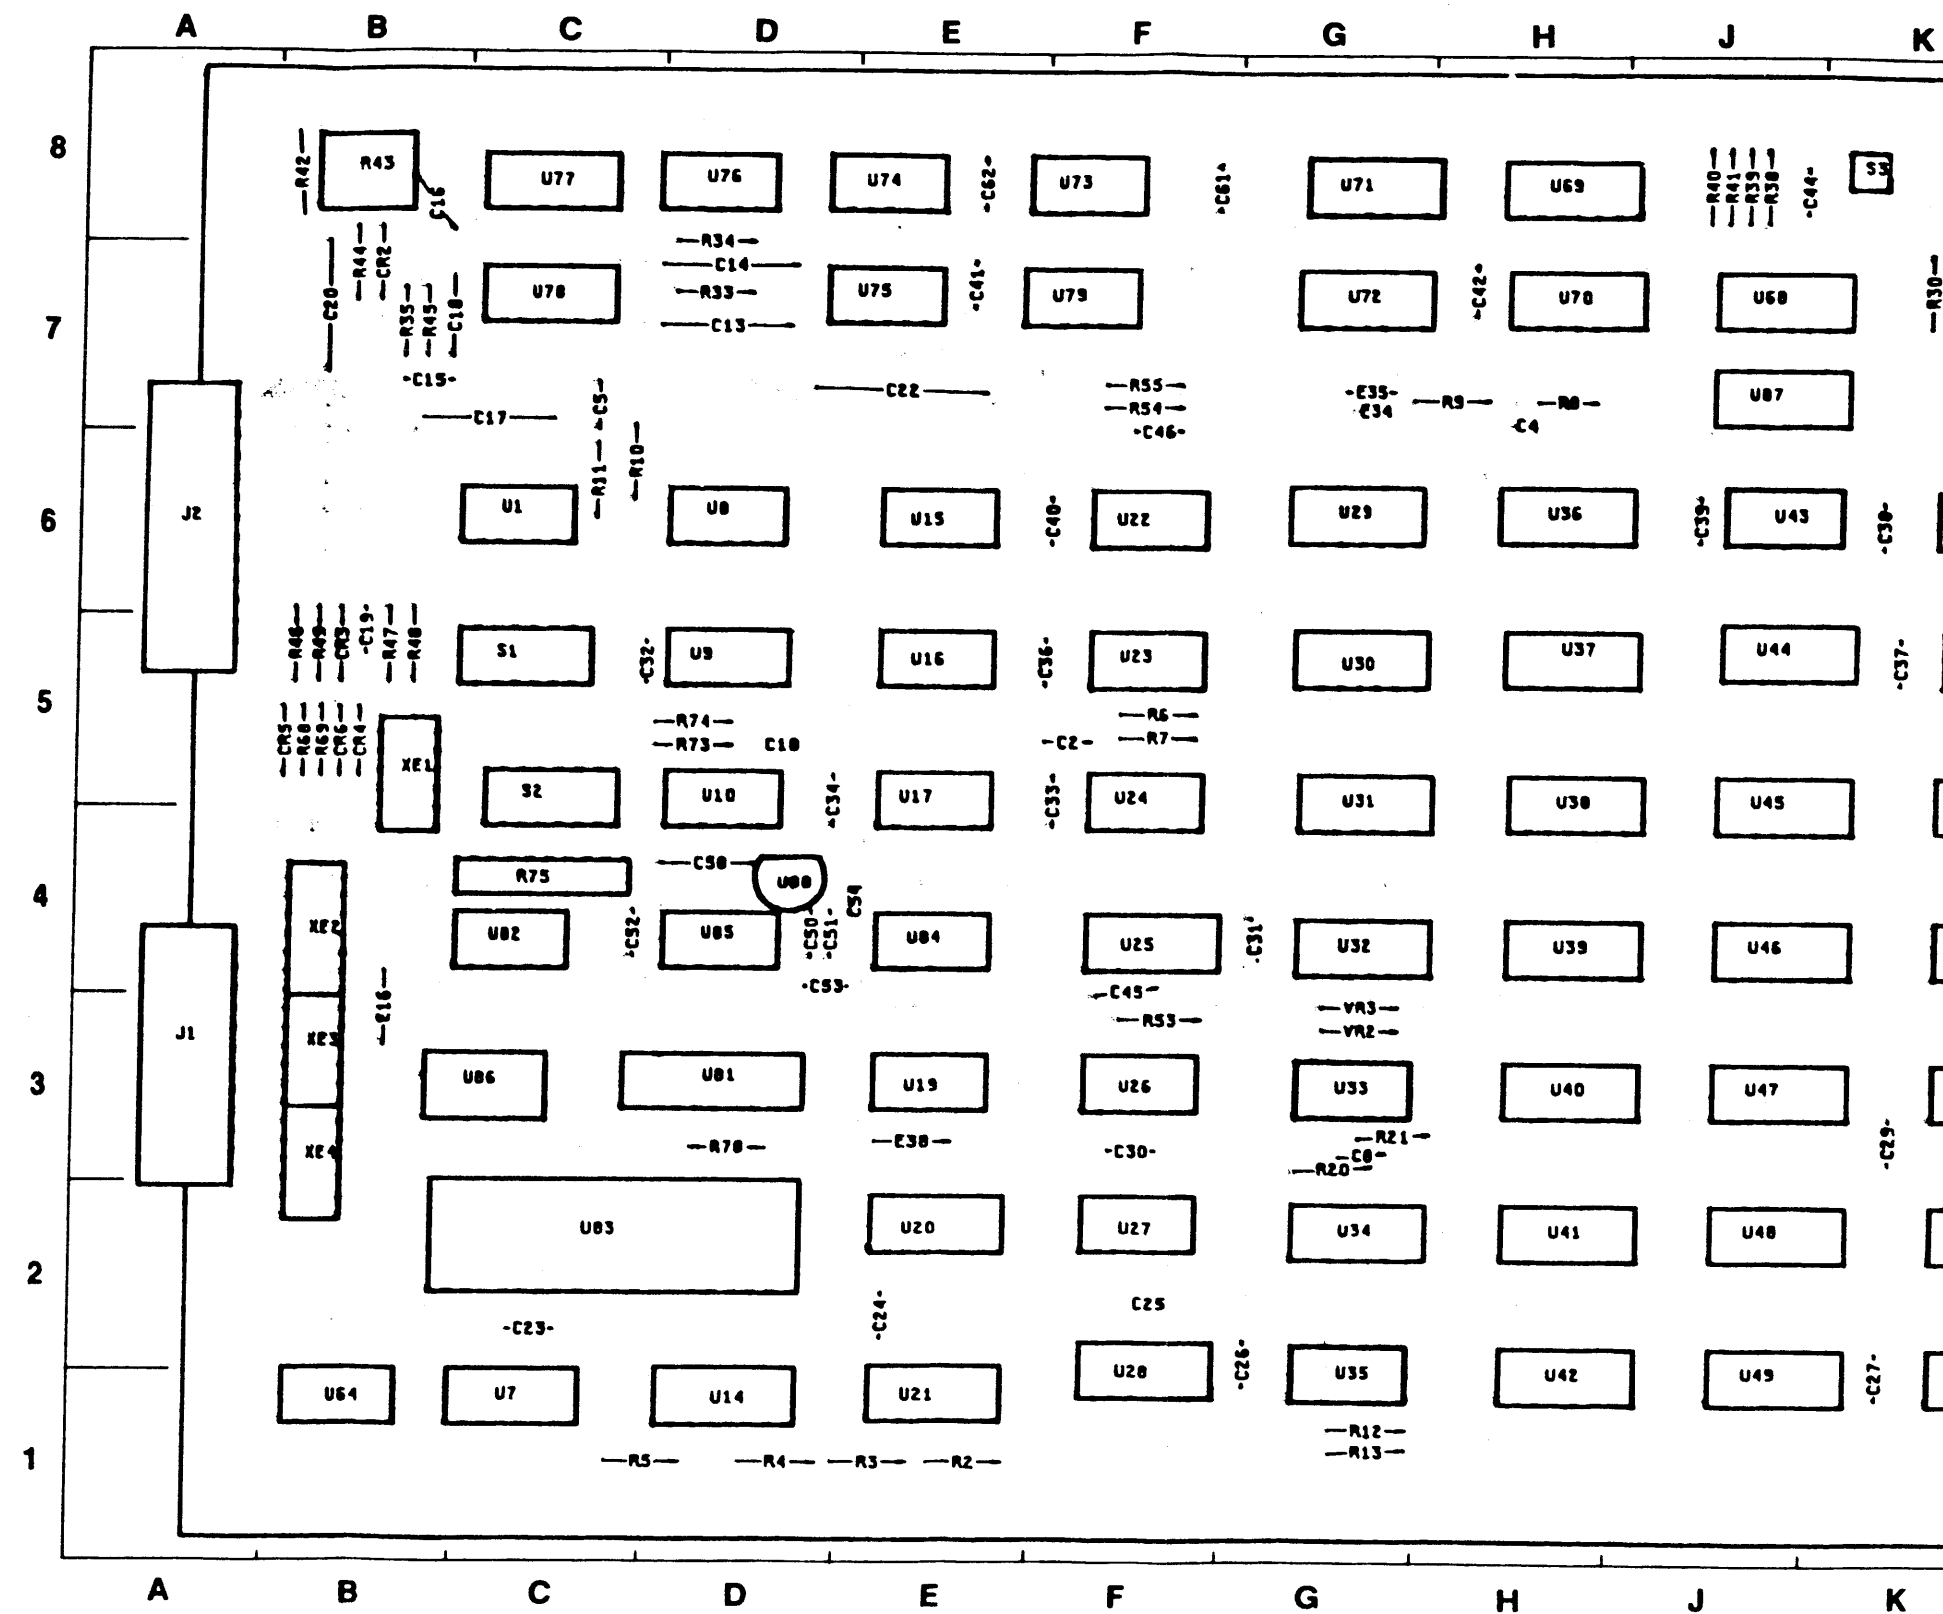 A B C D E F G H J K
8
R42 R43 C16 U77 U76 U74 C62 U73 C61 U71 U69 R40 R41 R39 R38 C44 S3
R44 CR2 R34
C14
C20 R35 R45 C18 U78 R33 U75 C41 U79 U72 C42 U70 U68 R30
7
C13
C15 C5 C22 R55 E35 R9 R8 U87
C17 R54 E34
R11 R10 C46 C4
J2 U1 U8 U15 C40 U22 U29 U36 C39 U43 C38
6
R46 R49 CR3 C19 R47 R48 S1 C32 U9 U16 C36 U23 U30 U37 U44 C37
5
R74 R6
CR5 R68 R69 CR6 CR4 XE1 R73 C10 C2 R7
S2 U10 C34 U17 C33 U24 U31 U38 U45
C58
4
R75 U80 C54
XE2 U82 C52 U85 C50 C51 U84 U25 C31 U32 U39 U46
E16 C53 C45 VR3
J1 XE3 R53 VR2
3
U86 U81 U19 U26 U33 U40 U47
XE4 R78 E38 C30 R21 C29
C8
R20
U83 U20 U27 U34 U41 U48
2
C23 C24 C25
U64 U7 U14 U21 U28 C26 U35 U42 U49 C27
R12
1
R5 R4 R3 R2 R13
A B C D E F G H J K